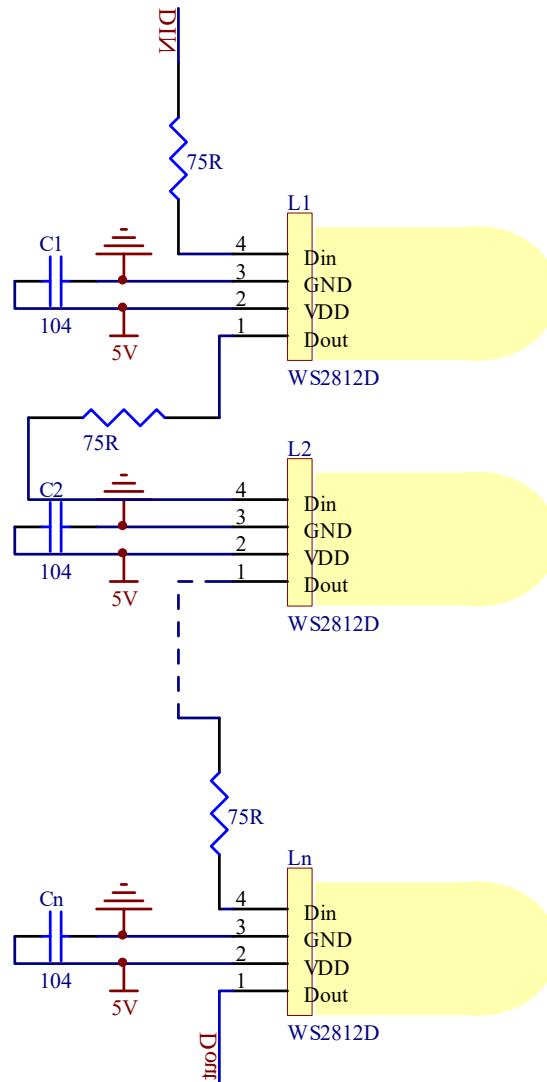 DIN
75R
L1
C1
4
Din
3
GND
2
VDD
104
1
Dout
5V
WS2812D
75R
L2
C2
4
Din
3
GND
2
VDD
104
1
Dout
5V
WS2812D
75R
Ln
Cn
4
Din
3
GND
2
VDD
104
1
Dout
5V
WS2812D
Dout